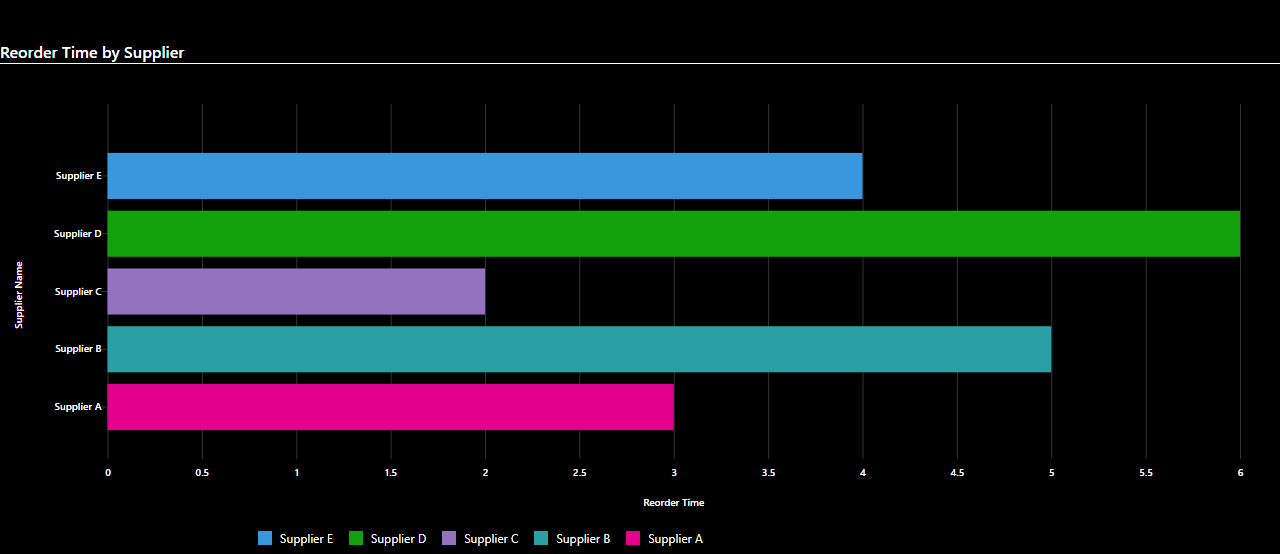 Reorder Time by Supplier
Supplier E
Supplier D
Supplier C
Supplier B
Supplier A
Supplier Name
0 0.5 1 1.5 2 2.5 3 3.5 4 4.5 5 5.5 6
Reorder Time
Supplier E Supplier D Supplier C Supplier B Supplier A